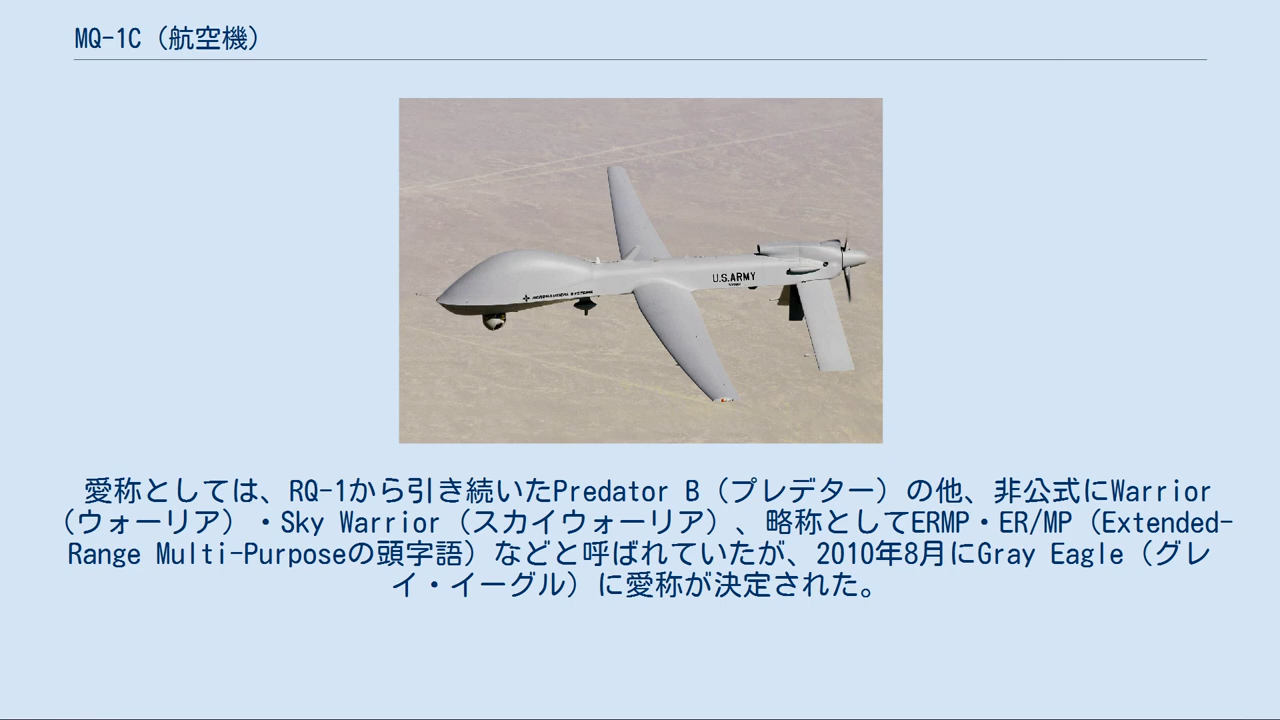 MQ-1C（航空機）
U.S.ARMY
愛称としては、RQ-1から引き続いたPredator B（プレデター）の他、非公式にWarrior
（ウォーリア）・Sky Warrior（スカイウォーリア）、略称としてERMP・ER/MP（Extended-
Range Multi-Purposeの頭字語）などと呼ばれていたが、2010年8月にGray Eagle（グレ
イ・イーグル）に愛称が決定された。